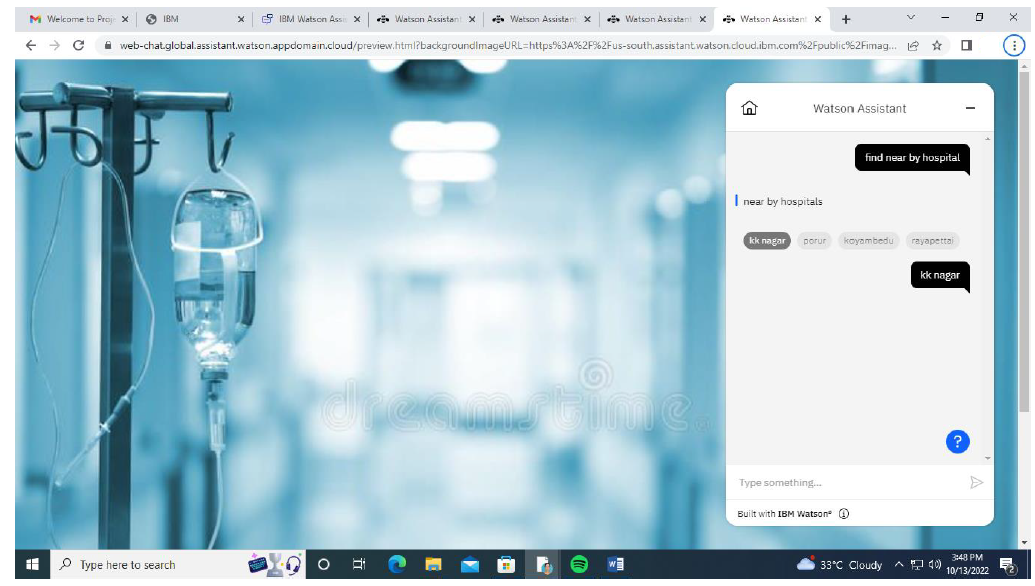 Welcome to Proj
IBM
IBM Watson Assi
Watson Assistant
Watson Assistant
Watson Assistant
Watson Assistant
web-chat.global.assistant.watson.appdomain.cloud/preview.html?backgroundImageURL=https%3A%2F%2Fus-south.assistant.watson.cloud.ibm.com%2Fpublic%2Fimag...
Watson Assistant
find near by hospital
near by hospitals
kk nagar porur koyambedu rayapettai
kk nagar
dreamstime
?
Type something...
Built with IBM Watson®
Type here to search
33°C Cloudy
3:48 PM
10/13/2022
2